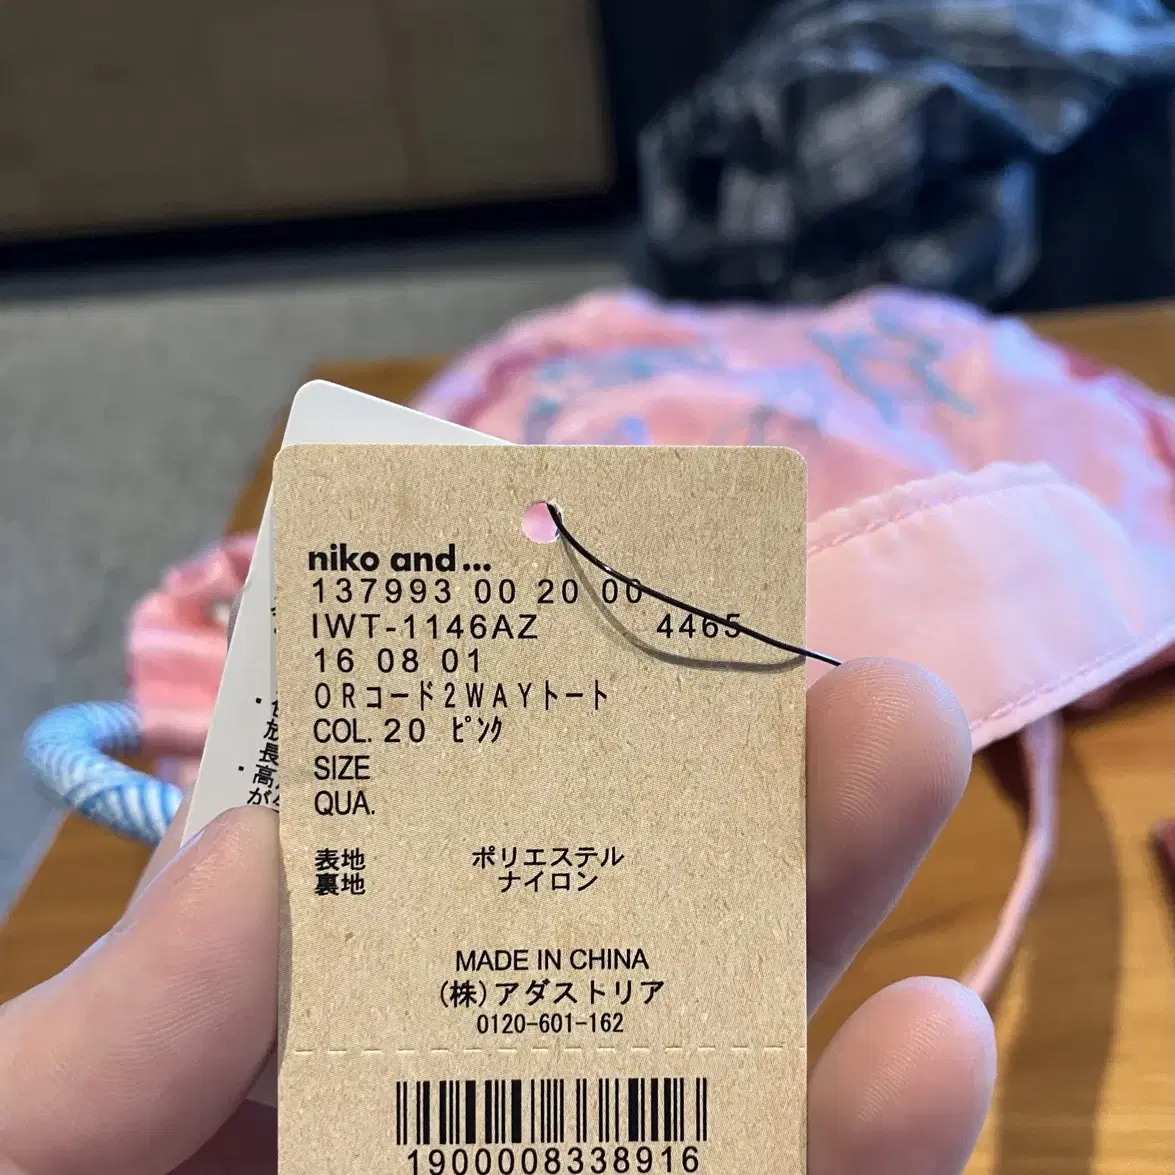 niko and...
137993 00 20 00
IWT-1146AZ 4465
16 08 01
ORコード2WAYトート
COL. 20 ﾋﾟﾝｸ
SIZE
QUA.
表地 ポリエステル
裏地 ナイロン
MADE IN CHINA
(株)アダストリア
0120-601-162
1900008338916
長
高
が